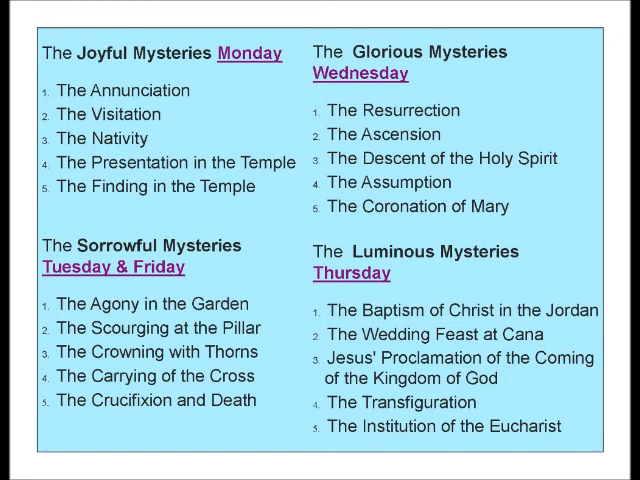 The Joyful Mysteries Monday
1. The Annunciation
2. The Visitation
3. The Nativity
4. The Presentation in the Temple
5. The Finding in the Temple
The Sorrowful Mysteries
Tuesday & Friday
1. The Agony in the Garden
2. The Scourging at the Pillar
3. The Crowning with Thorns
4. The Carrying of the Cross
5. The Crucifixion and Death
The Glorious Mysteries
Wednesday
1. The Resurrection
2. The Ascension
3. The Descent of the Holy Spirit
4. The Assumption
5. The Coronation of Mary
The Luminous Mysteries
Thursday
1. The Baptism of Christ in the Jordan
2. The Wedding Feast at Cana
3. Jesus' Proclamation of the Coming
of the Kingdom of God
4. The Transfiguration
5. The Institution of the Eucharist